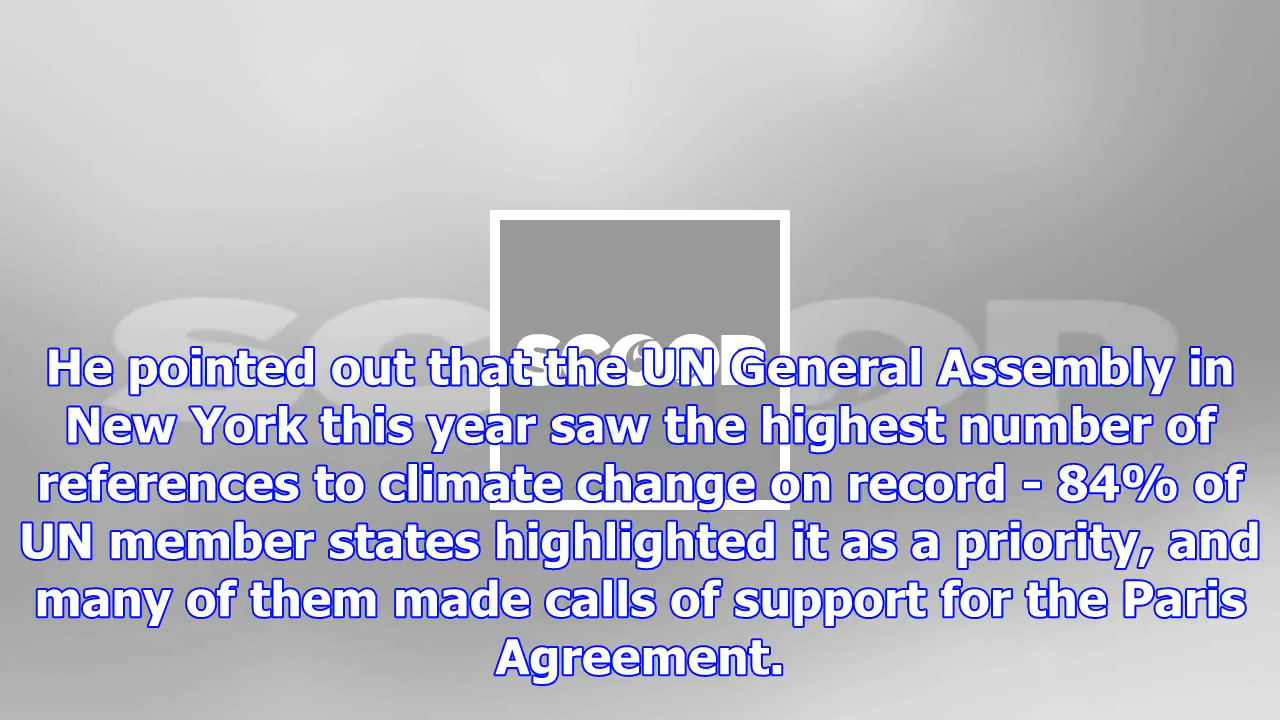 SCOOP
SCOOP
He pointed out that the UN General Assembly in
New York this year saw the highest number of
references to climate change on record - 84% of
UN member states highlighted it as a priority, and
many of them made calls of support for the Paris
Agreement.